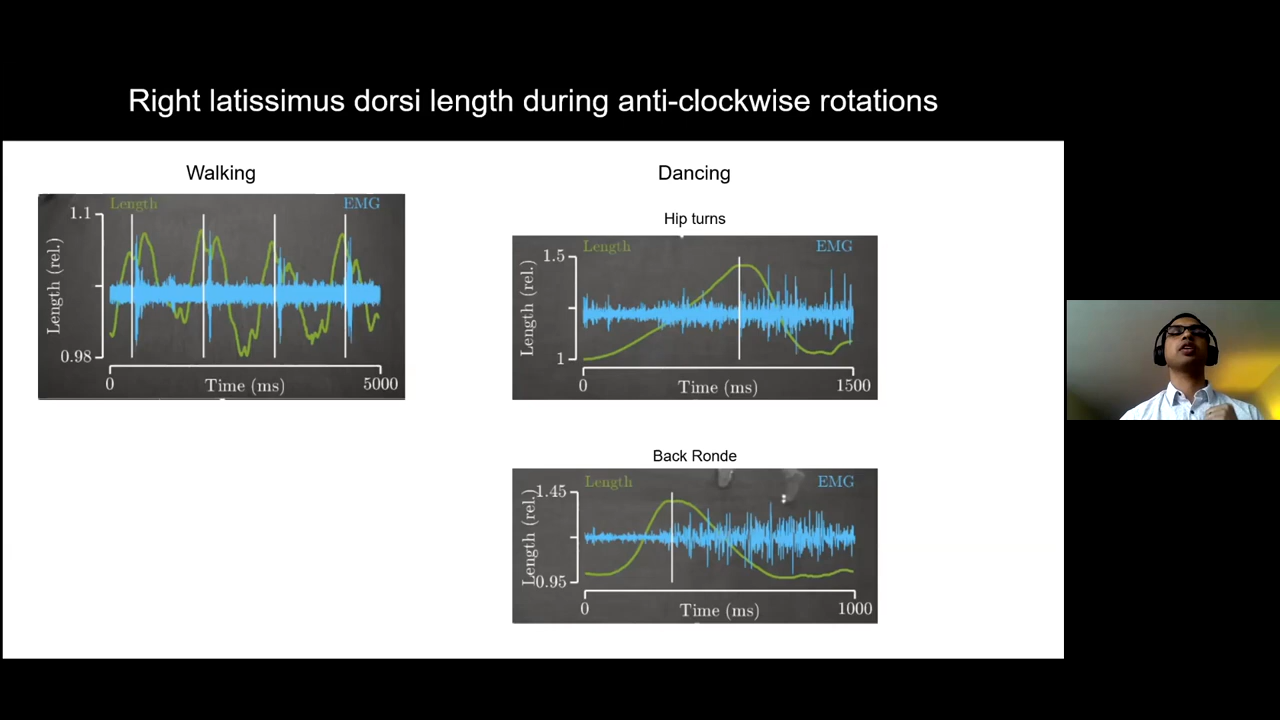 Right latissimus dorsi length during anti-clockwise rotations
Walking
Length EMG
1.1
Length (rel.)
0.98
0 Time (ms) 5000
Dancing
Hip turns
Length EMG
1.5
Length (rel.)
1
0 Time (ms) 1500
Back Ronde
Length EMG
1.45
Length (rel.)
0.95
0 Time (ms) 1000